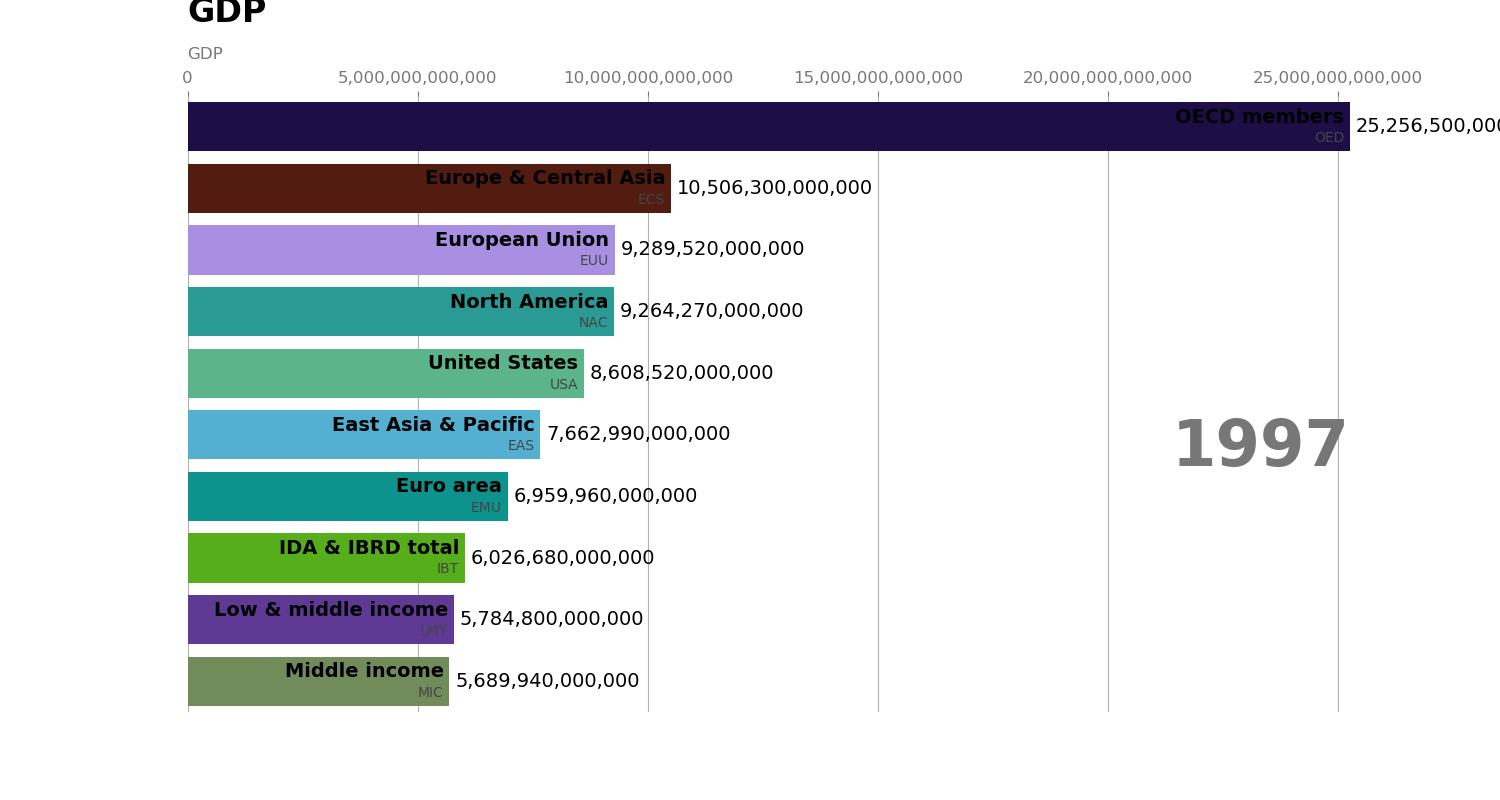 GDP
GDP
0 5,000,000,000,000 10,000,000,000,000 15,000,000,000,000 20,000,000,000,000 25,000,000,000,000
OECD members
OED
25,256,500,000
Europe & Central Asia
ECS
10,506,300,000,000
European Union
EUU
9,289,520,000,000
North America
NAC
9,264,270,000,000
United States
USA
8,608,520,000,000
East Asia & Pacific
EAS
7,662,990,000,000
1997
Euro area
EMU
6,959,960,000,000
IDA & IBRD total
IBT
6,026,680,000,000
Low & middle income
LMY
5,784,800,000,000
Middle income
MIC
5,689,940,000,000